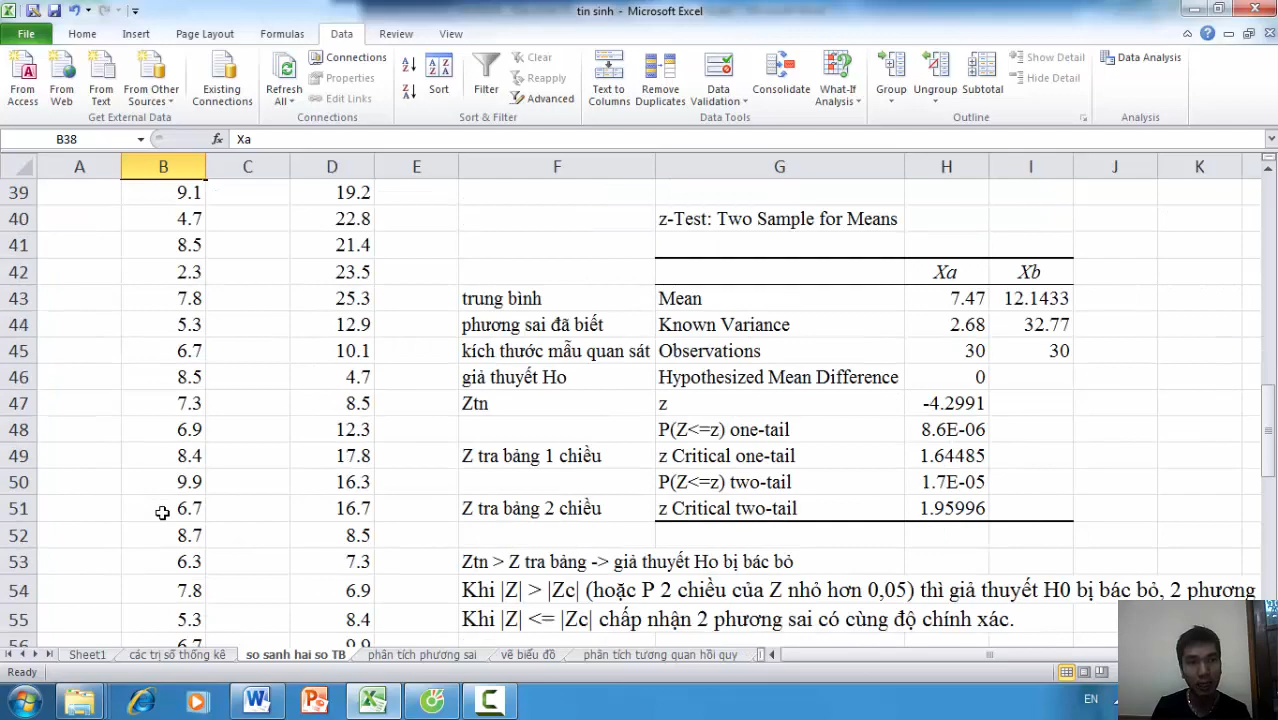 tin sinh - Microsoft Excel
File Home Insert Page Layout Formulas Data Review View
From Access
From Web
From Text
From Other Sources
Existing Connections
Refresh All
Connections
Properties
Edit Links
Sort
Filter
Clear
Reapply
Advanced
Text to Columns
Remove Duplicates
Data Validation
Consolidate
What-If Analysis
Group
Ungroup
Subtotal
Show Detail
Hide Detail
Data Analysis
Get External Data Connections Sort & Filter Data Tools Outline Analysis
B38 fx Xa
A B C D E F G H I J K
39 9.1 19.2
40 4.7 22.8 z-Test: Two Sample for Means
41 8.5 21.4
42 2.3 23.5 Xa Xb
43 7.8 25.3 trung bình Mean 7.47 12.1433
44 5.3 12.9 phương sai đã biết Known Variance 2.68 32.77
45 6.7 10.1 kích thước mẫu quan sát Observations 30 30
46 8.5 4.7 giả thuyết Ho Hypothesized Mean Difference 0
47 7.3 8.5 Ztn z -4.2991
48 6.9 12.3 P(Z<=z) one-tail 8.6E-06
49 8.4 17.8 Z tra bảng 1 chiều z Critical one-tail 1.64485
50 9.9 16.3 P(Z<=z) two-tail 1.7E-05
51 6.7 16.7 Z tra bảng 2 chiều z Critical two-tail 1.95996
52 8.7 8.5
53 6.3 7.3 Ztn > Z tra bảng -> giả thuyết Ho bị bác bỏ
54 7.8 6.9 Khi |Z| > |Zc| (hoặc P 2 chiều của Z nhỏ hơn 0,05) thì giả thuyết H0 bị bác bỏ, 2 phương
55 5.3 8.4 Khi |Z| <= |Zc| chấp nhận 2 phương sai có cùng độ chính xác.
56 6.7 9.9
Sheet1 các trị số thống kê so sanh hai so TB phân tích phương sai vẽ biểu đồ phân tích tương quan hồi quy
Ready
EN